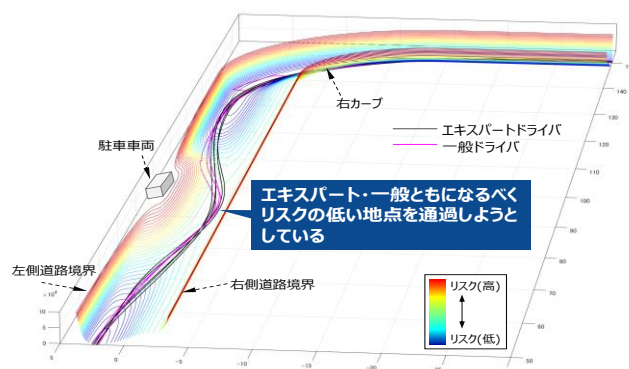 右カーブ
140
エキスパートドライバ
一般ドライバ
130
120
駐車車両
110
エキスパート・一般ともになるべく
リスクの低い地点を通過しようと
している
100
90
左側道路境界
右側道路境界
80
リスク(高)
リスク(低)
70
60
50
10
5
0
5
0
-5
-10
-15